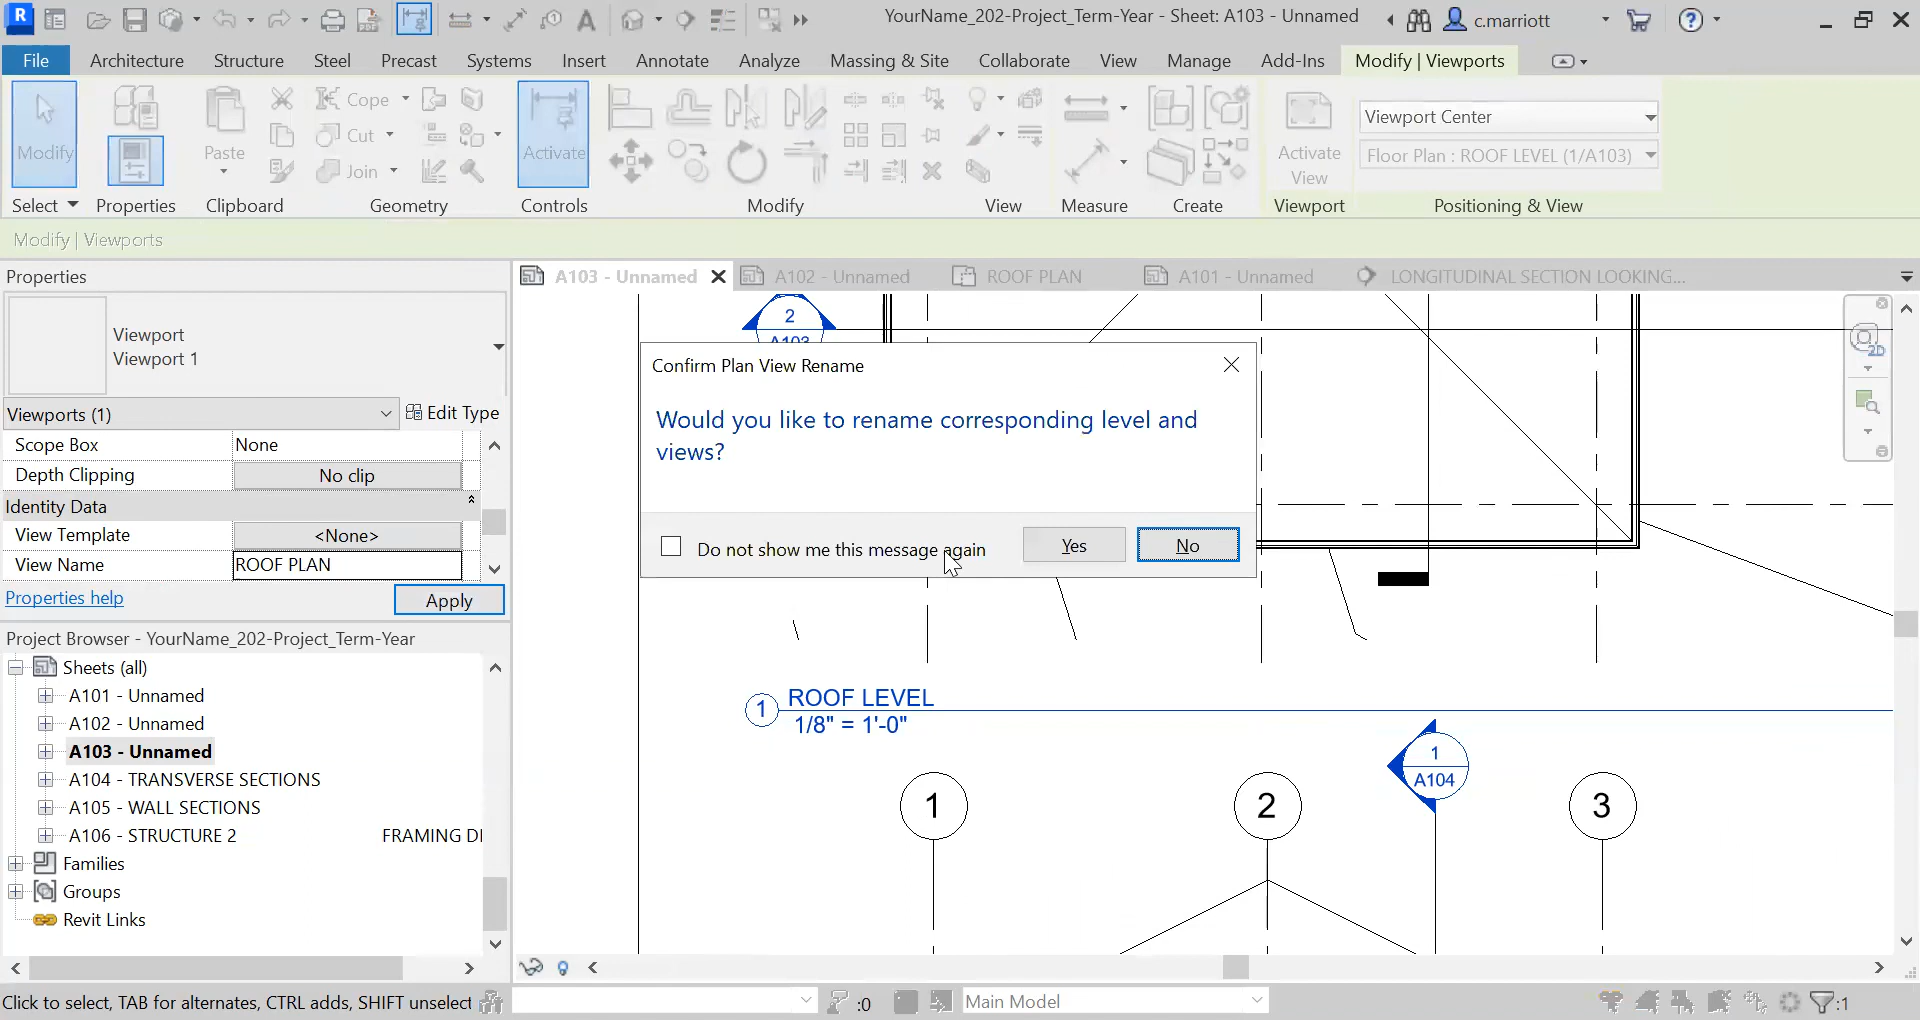 R
YourName_202-Project_Term-Year - Sheet: A103 - Unnamed
c.marriott
File Architecture Structure Steel Precast Systems Insert Annotate Analyze Massing & Site Collaborate View Manage Add-Ins Modify | Viewports
Modify
Paste
Cope
Cut
Join
Activate
Activate
View
Viewport Center
Floor Plan : ROOF LEVEL (1/A103)
Select Properties Clipboard Geometry Controls Modify View Measure Create Viewport Positioning & View
Modify | Viewports
Properties
Viewport
Viewport 1
Viewports (1)
Edit Type
Scope Box None
Depth Clipping No clip
Identity Data
View Template <None>
View Name ROOF PLAN
Properties help
Apply
Project Browser - YourName_202-Project_Term-Year
Sheets (all)
A101 - Unnamed
A102 - Unnamed
A103 - Unnamed
A104 - TRANSVERSE SECTIONS
A105 - WALL SECTIONS
A106 - STRUCTURE 2 FRAMING DI
Families
Groups
Revit Links
A103 - Unnamed A102 - Unnamed ROOF PLAN A101 - Unnamed LONGITUDINAL SECTION LOOKING...
2
A103
2D
Confirm Plan View Rename
Would you like to rename corresponding level and
views?
Do not show me this message again
Yes
No
1 ROOF LEVEL
1/8" = 1'-0"
1
A104
1
2
3
Click to select, TAB for alternates, CTRL adds, SHIFT unselect
:0
Main Model
:1